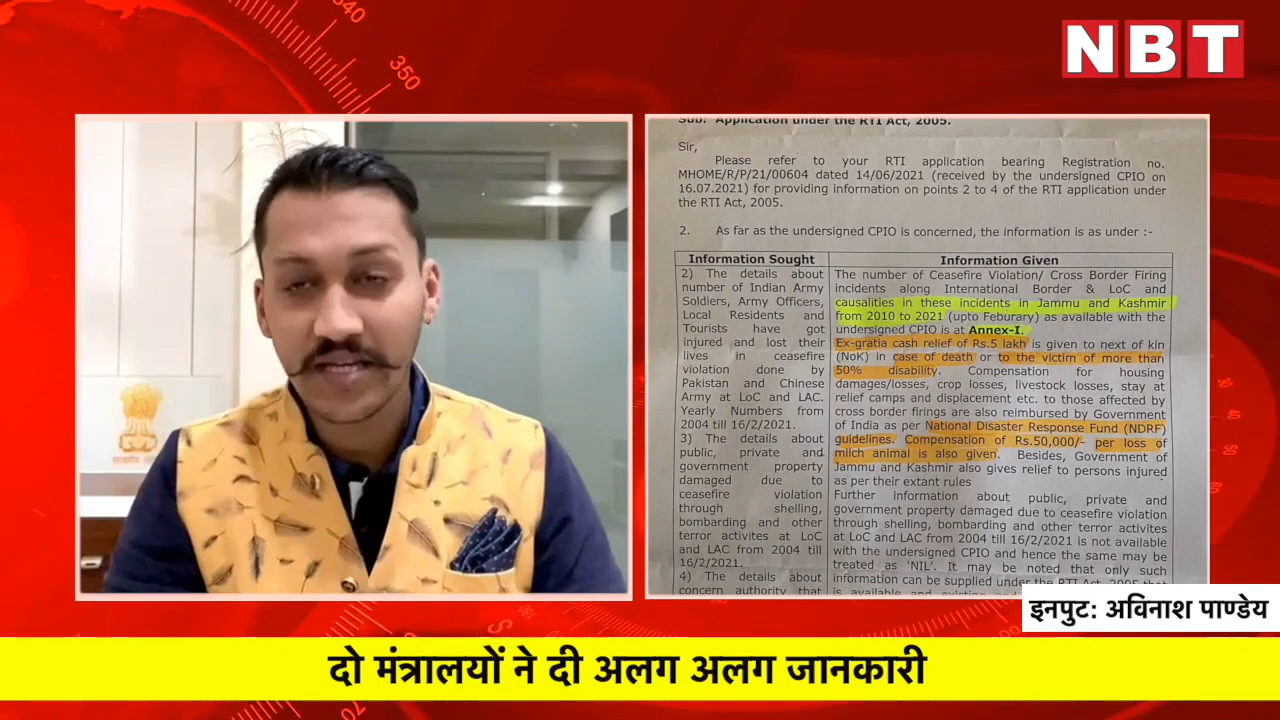 NBT
340
350
Sub: Application under the RTI Act, 2005.
Sir,
Please refer to your RTI application bearing Registration no.
MHOME/R/P/21/00604 dated 14/06/2021 (received by the undersigned CPIO on
16.07.2021) for providing information on points 2 to 4 of the RTI application under
the RTI Act, 2005.
2. As far as the undersigned CPIO is concerned, the information is as under :-
Information Sought
2) The details about
number of Indian Army
Soldiers, Army Officers,
Local Residents and
Tourists have got
injured and lost their
lives in ceasefire
violation done by
Pakistan and Chinese
Army at LoC and LAC.
Yearly Numbers from
2004 till 16/2/2021.
3) The details about
public, private and
government property
damaged due to
ceasefire violation
through shelling,
bombarding and other
terror activites at LoC
and LAC from 2004 till
16/2/2021.
4) The details about
concern authority that
Information Given
The number of Ceasefire Violation/ Cross Border Firing
incidents along International Border & LoC and
causalities in these incidents in Jammu and Kashmir
from 2010 to 2021 (upto Feburary) as available with the
undersigned CPIO is at Annex-I.
Ex-gratia cash relief of Rs.5 lakh is given to next of kin
(NoK) in case of death or to the victim of more than
50% disability. Compensation for housing
damages/losses, crop losses, livestock losses, stay at
relief camps and displacement etc. to those affected by
cross border firings are also reimbursed by Government
of India as per National Disaster Response Fund (NDRF)
guidelines. Compensation of Rs.50,000/- per loss of
milch animal is also given. Besides, Government of
Jammu and Kashmir also gives relief to persons injured
as per their extant rules
Further information about public, private and
government property damaged due to ceasefire violation
through shelling, bombarding and other terror activites
at LoC and LAC from 2004 till 16/2/2021 is not available
with the undersigned CPIO and hence the same may be
treated as 'NIL'. It may be noted that only such
information can be supplied under the RTI Act, 2005 that
is available and existing
30
40
50
60
इनपुट: अविनाश पाण्डेय
दो मंत्रालयों ने दी अलग अलग जानकारी
70